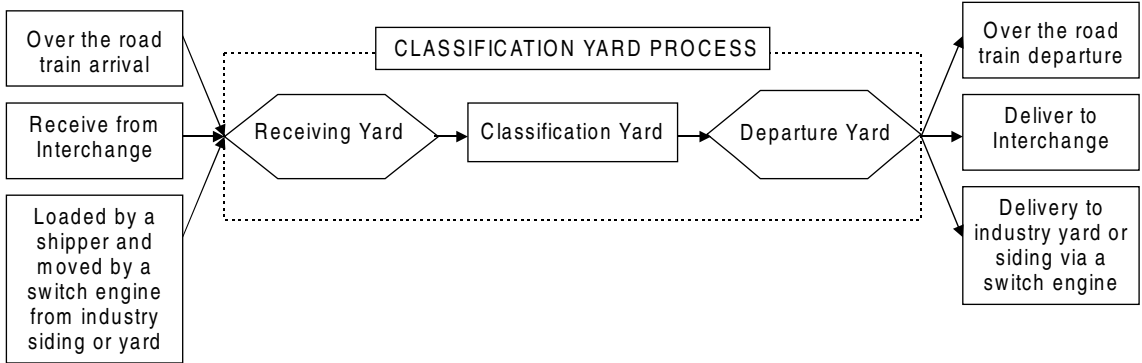 Over the road
train arrival
Receive from
Interchange
Loaded by a
shipper and
moved by a
switch engine
from industry
siding or yard
CLASSIFICATION YARD PROCESS
Receiving Yard
Classification Yard
Departure Yard
Over the road
train departure
Deliver to
Interchange
Delivery to
industry yard or
siding via a
switch engine